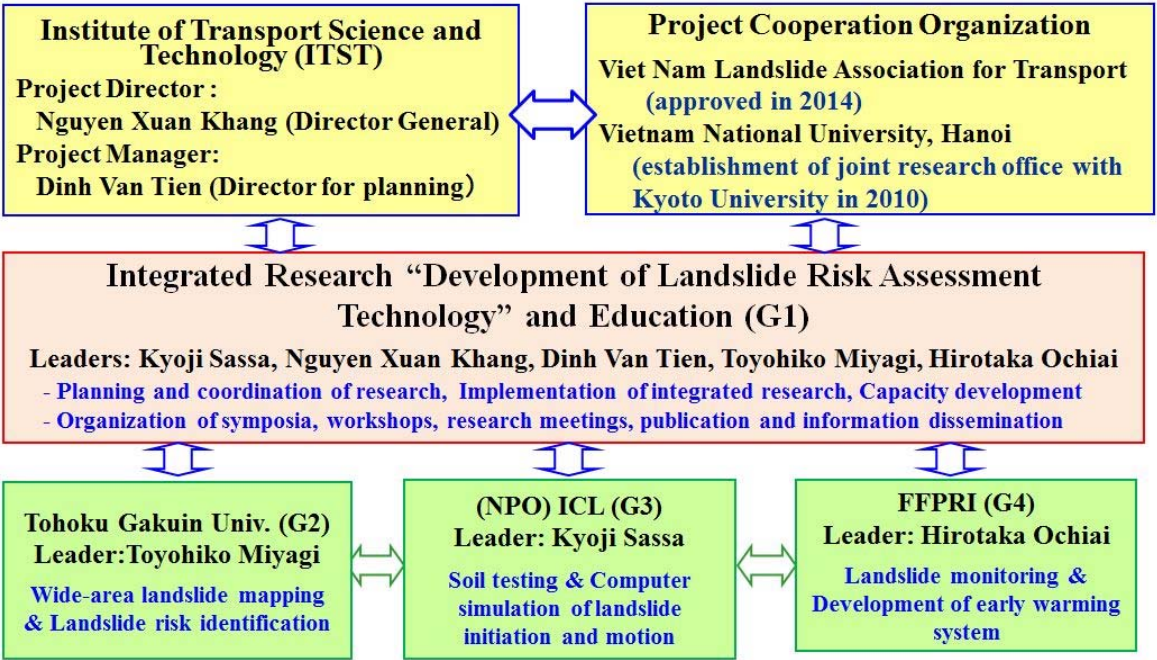 Institute of Transport Science and
Technology (ITST)
Project Director :
Nguyen Xuan Khang (Director General)
Project Manager:
Dinh Van Tien (Director for planning)
Project Cooperation Organization
Viet Nam Landslide Association for Transport
(approved in 2014)
Vietnam National University, Hanoi
(establishment of joint research office with
Kyoto University in 2010)
Integrated Research “Development of Landslide Risk Assessment
Technology” and Education (G1)
Leaders: Kyoji Sassa, Nguyen Xuan Khang, Dinh Van Tien, Toyohiko Miyagi, Hirotaka Ochiai
- Planning and coordination of research, Implementation of integrated research, Capacity development
- Organization of symposia, workshops, research meetings, publication and information dissemination
Tohoku Gakuin Univ. (G2)
Leader:Toyohiko Miyagi
Wide-area landslide mapping
& Landslide risk identification
(NPO) ICL (G3)
Leader: Kyoji Sassa
Soil testing & Computer
simulation of landslide
initiation and motion
FFPRI (G4)
Leader: Hirotaka Ochiai
Landslide monitoring &
Development of early warming
system